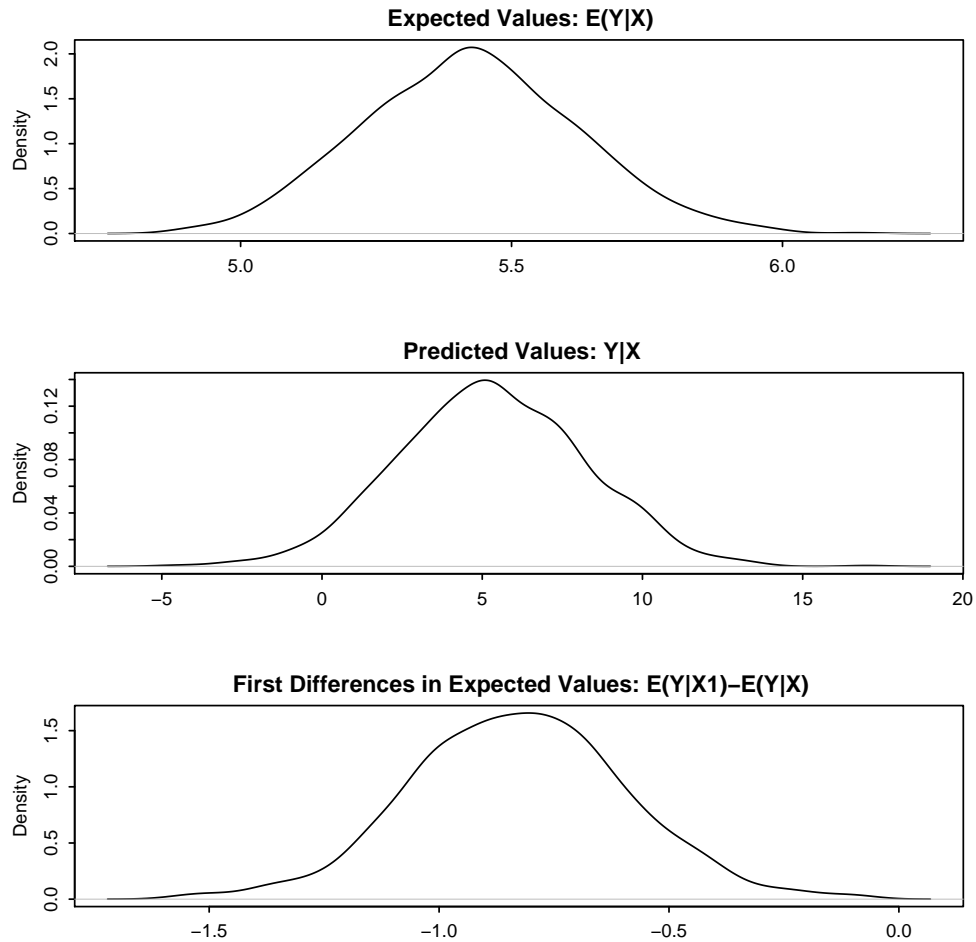 Expected Values: E(Y|X)
Density
0.0 0.5 1.0 1.5 2.0
5.0 5.5 6.0
Predicted Values: Y|X
Density
0.00 0.04 0.08 0.12
−5 0 5 10 15 20
First Differences in Expected Values: E(Y|X1)−E(Y|X)
Density
0.0 0.5 1.0 1.5
−1.5 −1.0 −0.5 0.0